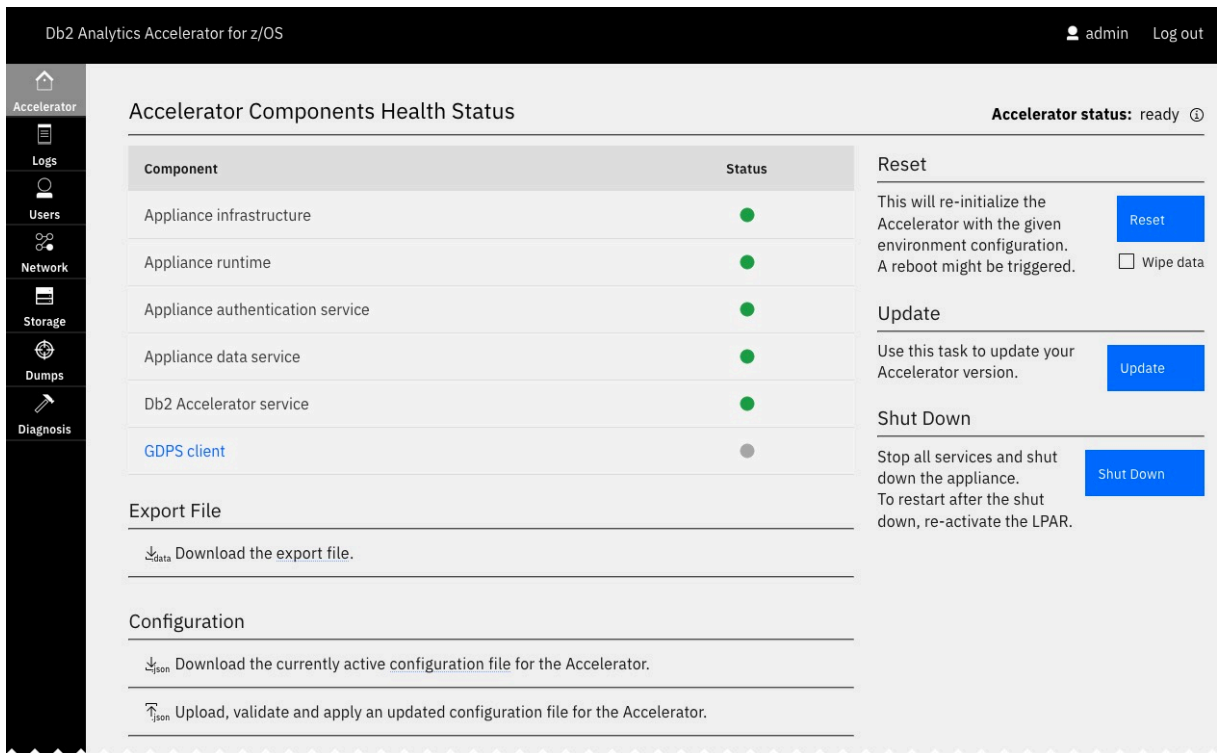 Db2 Analytics Accelerator for z/OS
admin Log out
Accelerator
Logs
Users
Network
Storage
Dumps
Diagnosis
Accelerator Components Health Status
Accelerator status: ready
Component Status
Appliance infrastructure
Appliance runtime
Appliance authentication service
Appliance data service
Db2 Accelerator service
GDPS client
Export File
data Download the export file.
Configuration
json Download the currently active configuration file for the Accelerator.
json Upload, validate and apply an updated configuration file for the Accelerator.
Reset
This will re-initialize the
Accelerator with the given
environment configuration.
A reboot might be triggered.
Reset
Wipe data
Update
Use this task to update your
Accelerator version.
Update
Shut Down
Stop all services and shut
down the appliance.
To restart after the shut
down, re-activate the LPAR.
Shut Down